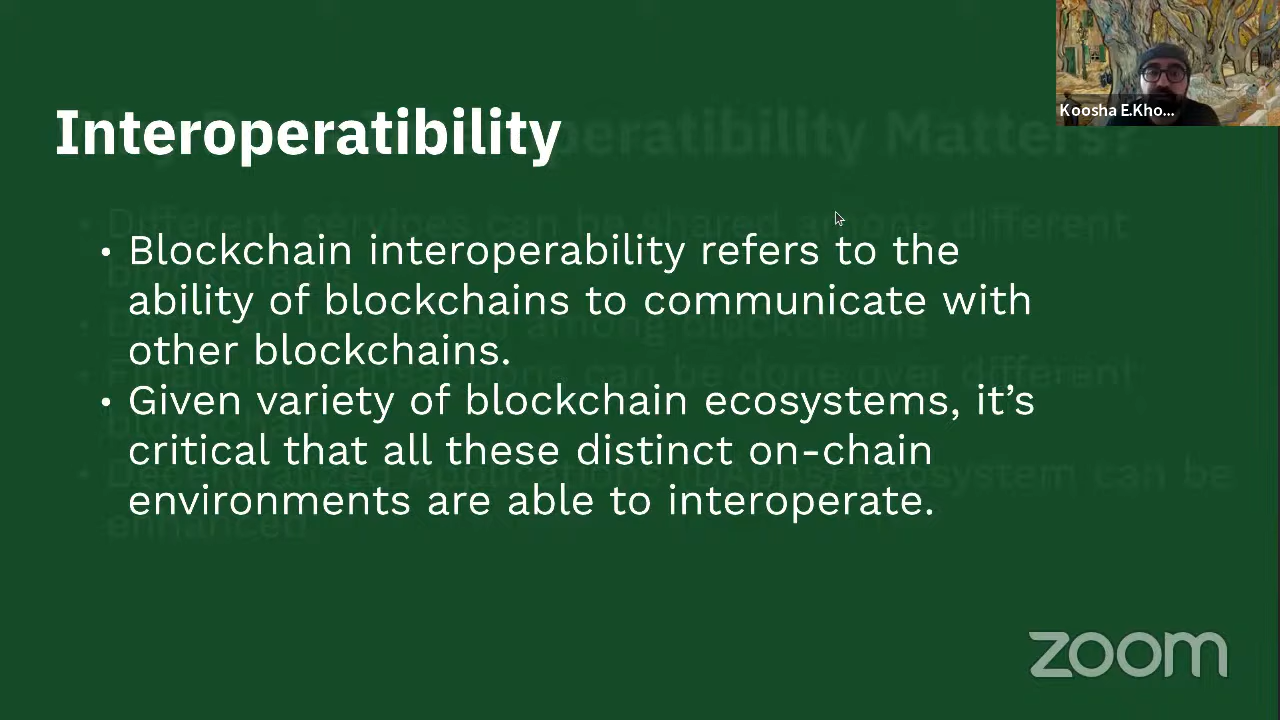 Interoperatibility
Koosha E.Kho...
• Blockchain interoperability refers to the
ability of blockchains to communicate with
other blockchains.
• Given variety of blockchain ecosystems, it’s
critical that all these distinct on-chain
environments are able to interoperate.
zoom